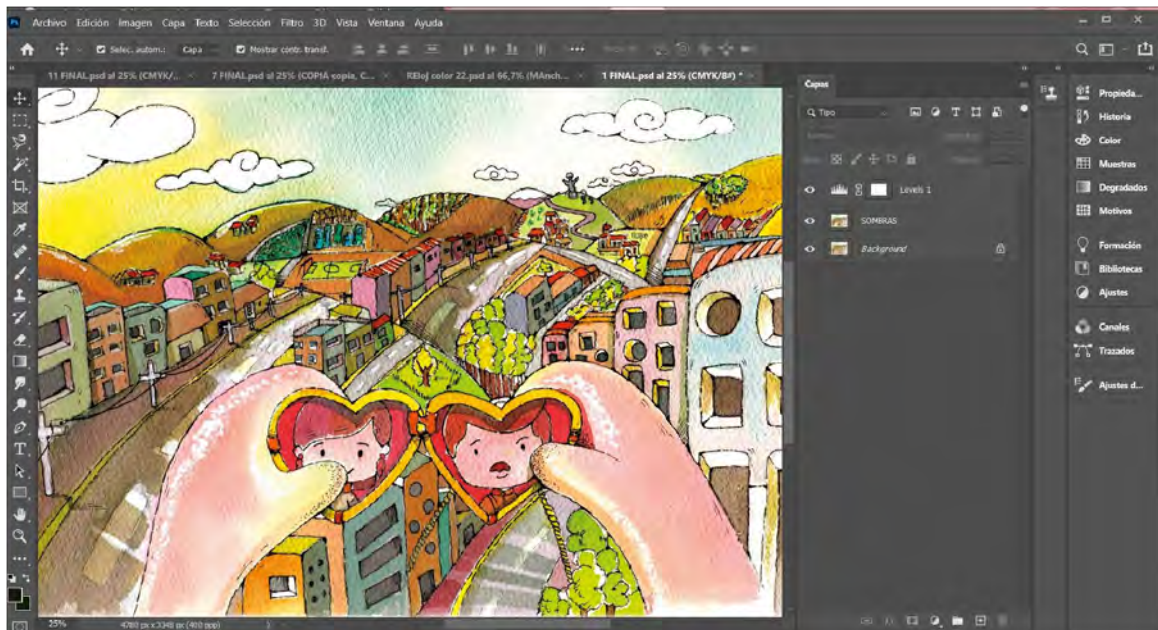 Ps Archivo Edición Imagen Capa Texto Selección Filtro 3D Vista Ventana Ayuda
Selec. autom.: Capa Mostrar contr. transf.
11 FINAL.psd al 25% (CMYK/... × 7 FINAL.psd al 25% (COPIA sopia, C... × REloj color 22.psd al 66,7% (MAnch... × 1 FINAL.psd al 25% (CMYK/8#) * ×
Capas
Tipo
Levels 1
SOMBRAS
Background
Propieda...
Historia
Color
Muestras
Degradados
Motivos
Formación
Bibliotecas
Ajustes
Canales
Trazados
Ajustes d...
25% 4780 px x 3348 px (400 ppp)